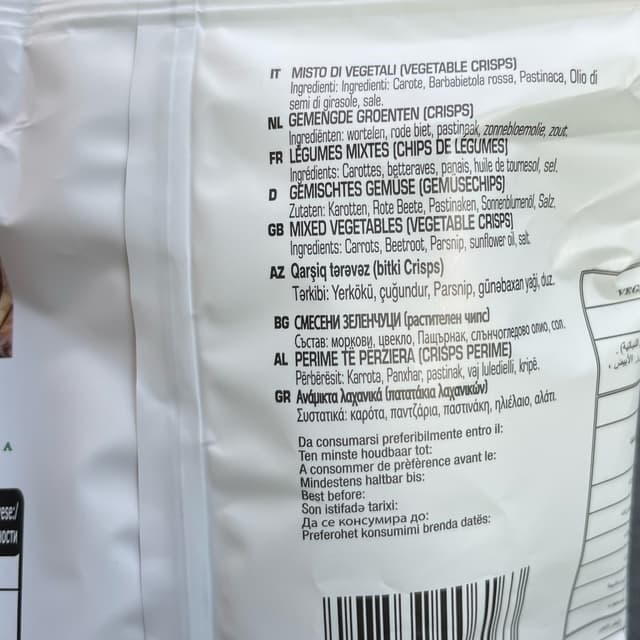 IT MISTO DI VEGETALI (VEGETABLE CRISPS)
Ingredienti: Ingredienti: Carote, Barbabietola rossa, Pastinaca, Olio di
semi di girasole, sale.
NL GEMENGDE GROENTEN (CRISPS)
Ingrediënten: wortelen, rode biet, pastinaak, zonnebloemolie, zout.
FR LÉGUMES MIXTES (CHIPS DE LÉGUMES)
Ingrédients: Carottes, betteraves, panais, huile de tournesol, sel.
D GEMISCHTES GEMÜSE (GEMÜSECHIPS)
Zutaten: Karotten, Rote Beete, Pastinaken, Sonnenblumenöl, Salz.
GB MIXED VEGETABLES (VEGETABLE CRISPS)
Ingredients: Carrots, Beetroot, Parsnip, sunflower oil, salt.
AZ Qarşiq tərəvəz (bitki Crisps)
Tərkibi: Yerkökü, çuğundur, Parsnip, günəbaxan yağı, duz.
BG СМЕСЕНИ ЗЕЛЕНЧУЦИ (растителен чипс)
Състав: моркови, цвекло, Пащърнак, слънчогледово олио, сол.
AL PERIME TË PËRZIERA (CRISPS PERIME)
Përbërësit: Karrota, Panxhar, pastinak, vaj luledielli, kripë.
GR Ανάμικτα λαχανικά (πατατάκια λαχανικών)
Συστατικά: καρότα, παντζάρια, παστινάκη, ηλιέλαιο, αλάτι.
Da consumarsi preferibilmente entro il:
Ten minste houdbaar tot:
A consommer de prèfèrence avant le:
Mindestens haltbar bis:
Best before:
Son istifadə tarixi:
Да се консумира до:
Preferohet konsumimi brenda datës:
VEG
A
ese:/
ности